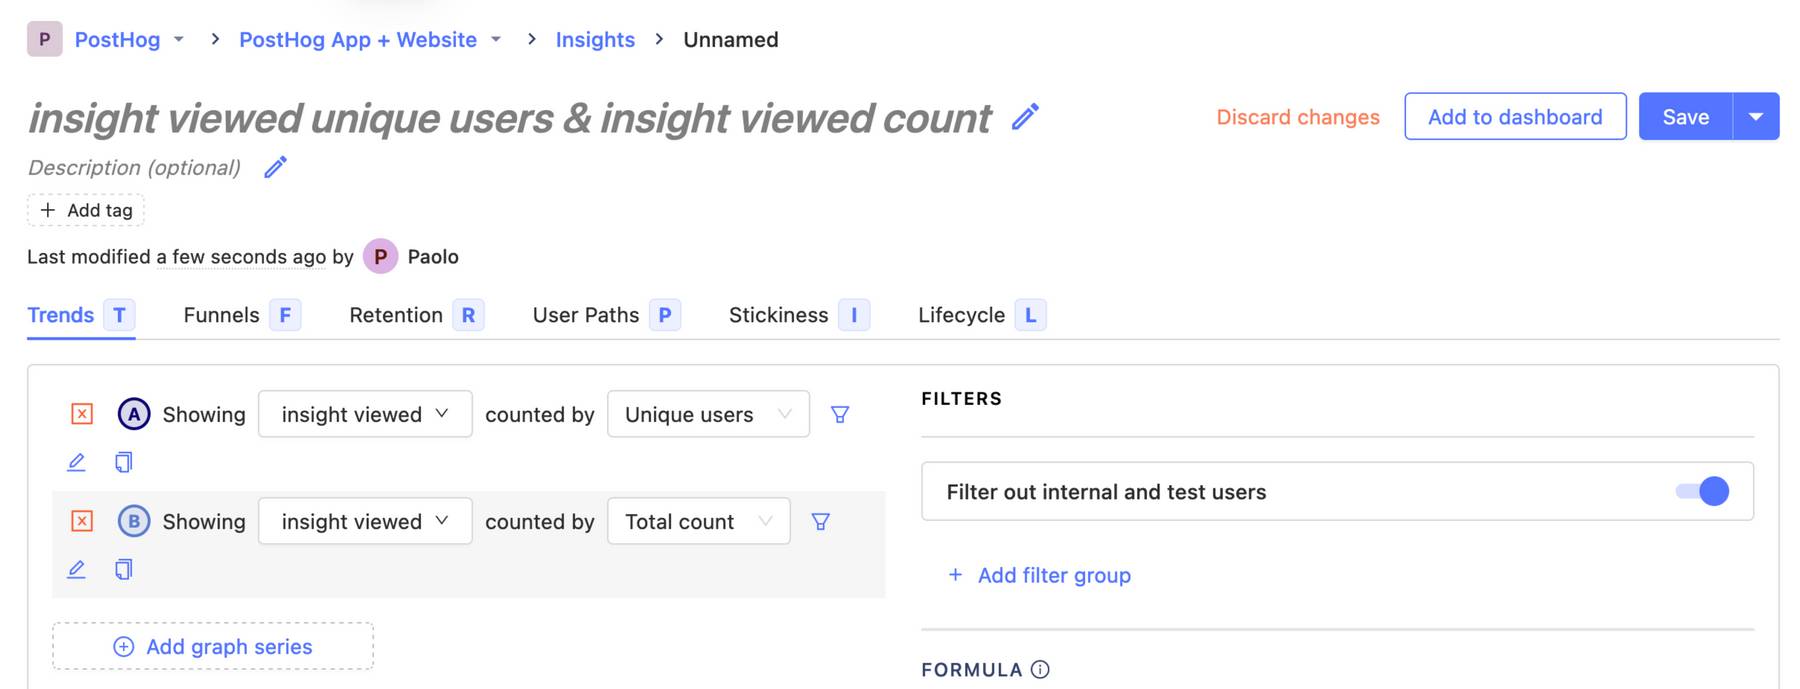 P PostHog > PostHog App + Website > Insights > Unnamed
insight viewed unique users & insight viewed count
Discard changes Add to dashboard Save
Description (optional)
+ Add tag
Last modified a few seconds ago by P Paolo
Trends T Funnels F Retention R User Paths P Stickiness I Lifecycle L
A Showing insight viewed counted by Unique users
B Showing insight viewed counted by Total count
Add graph series
FILTERS
Filter out internal and test users
+ Add filter group
FORMULA